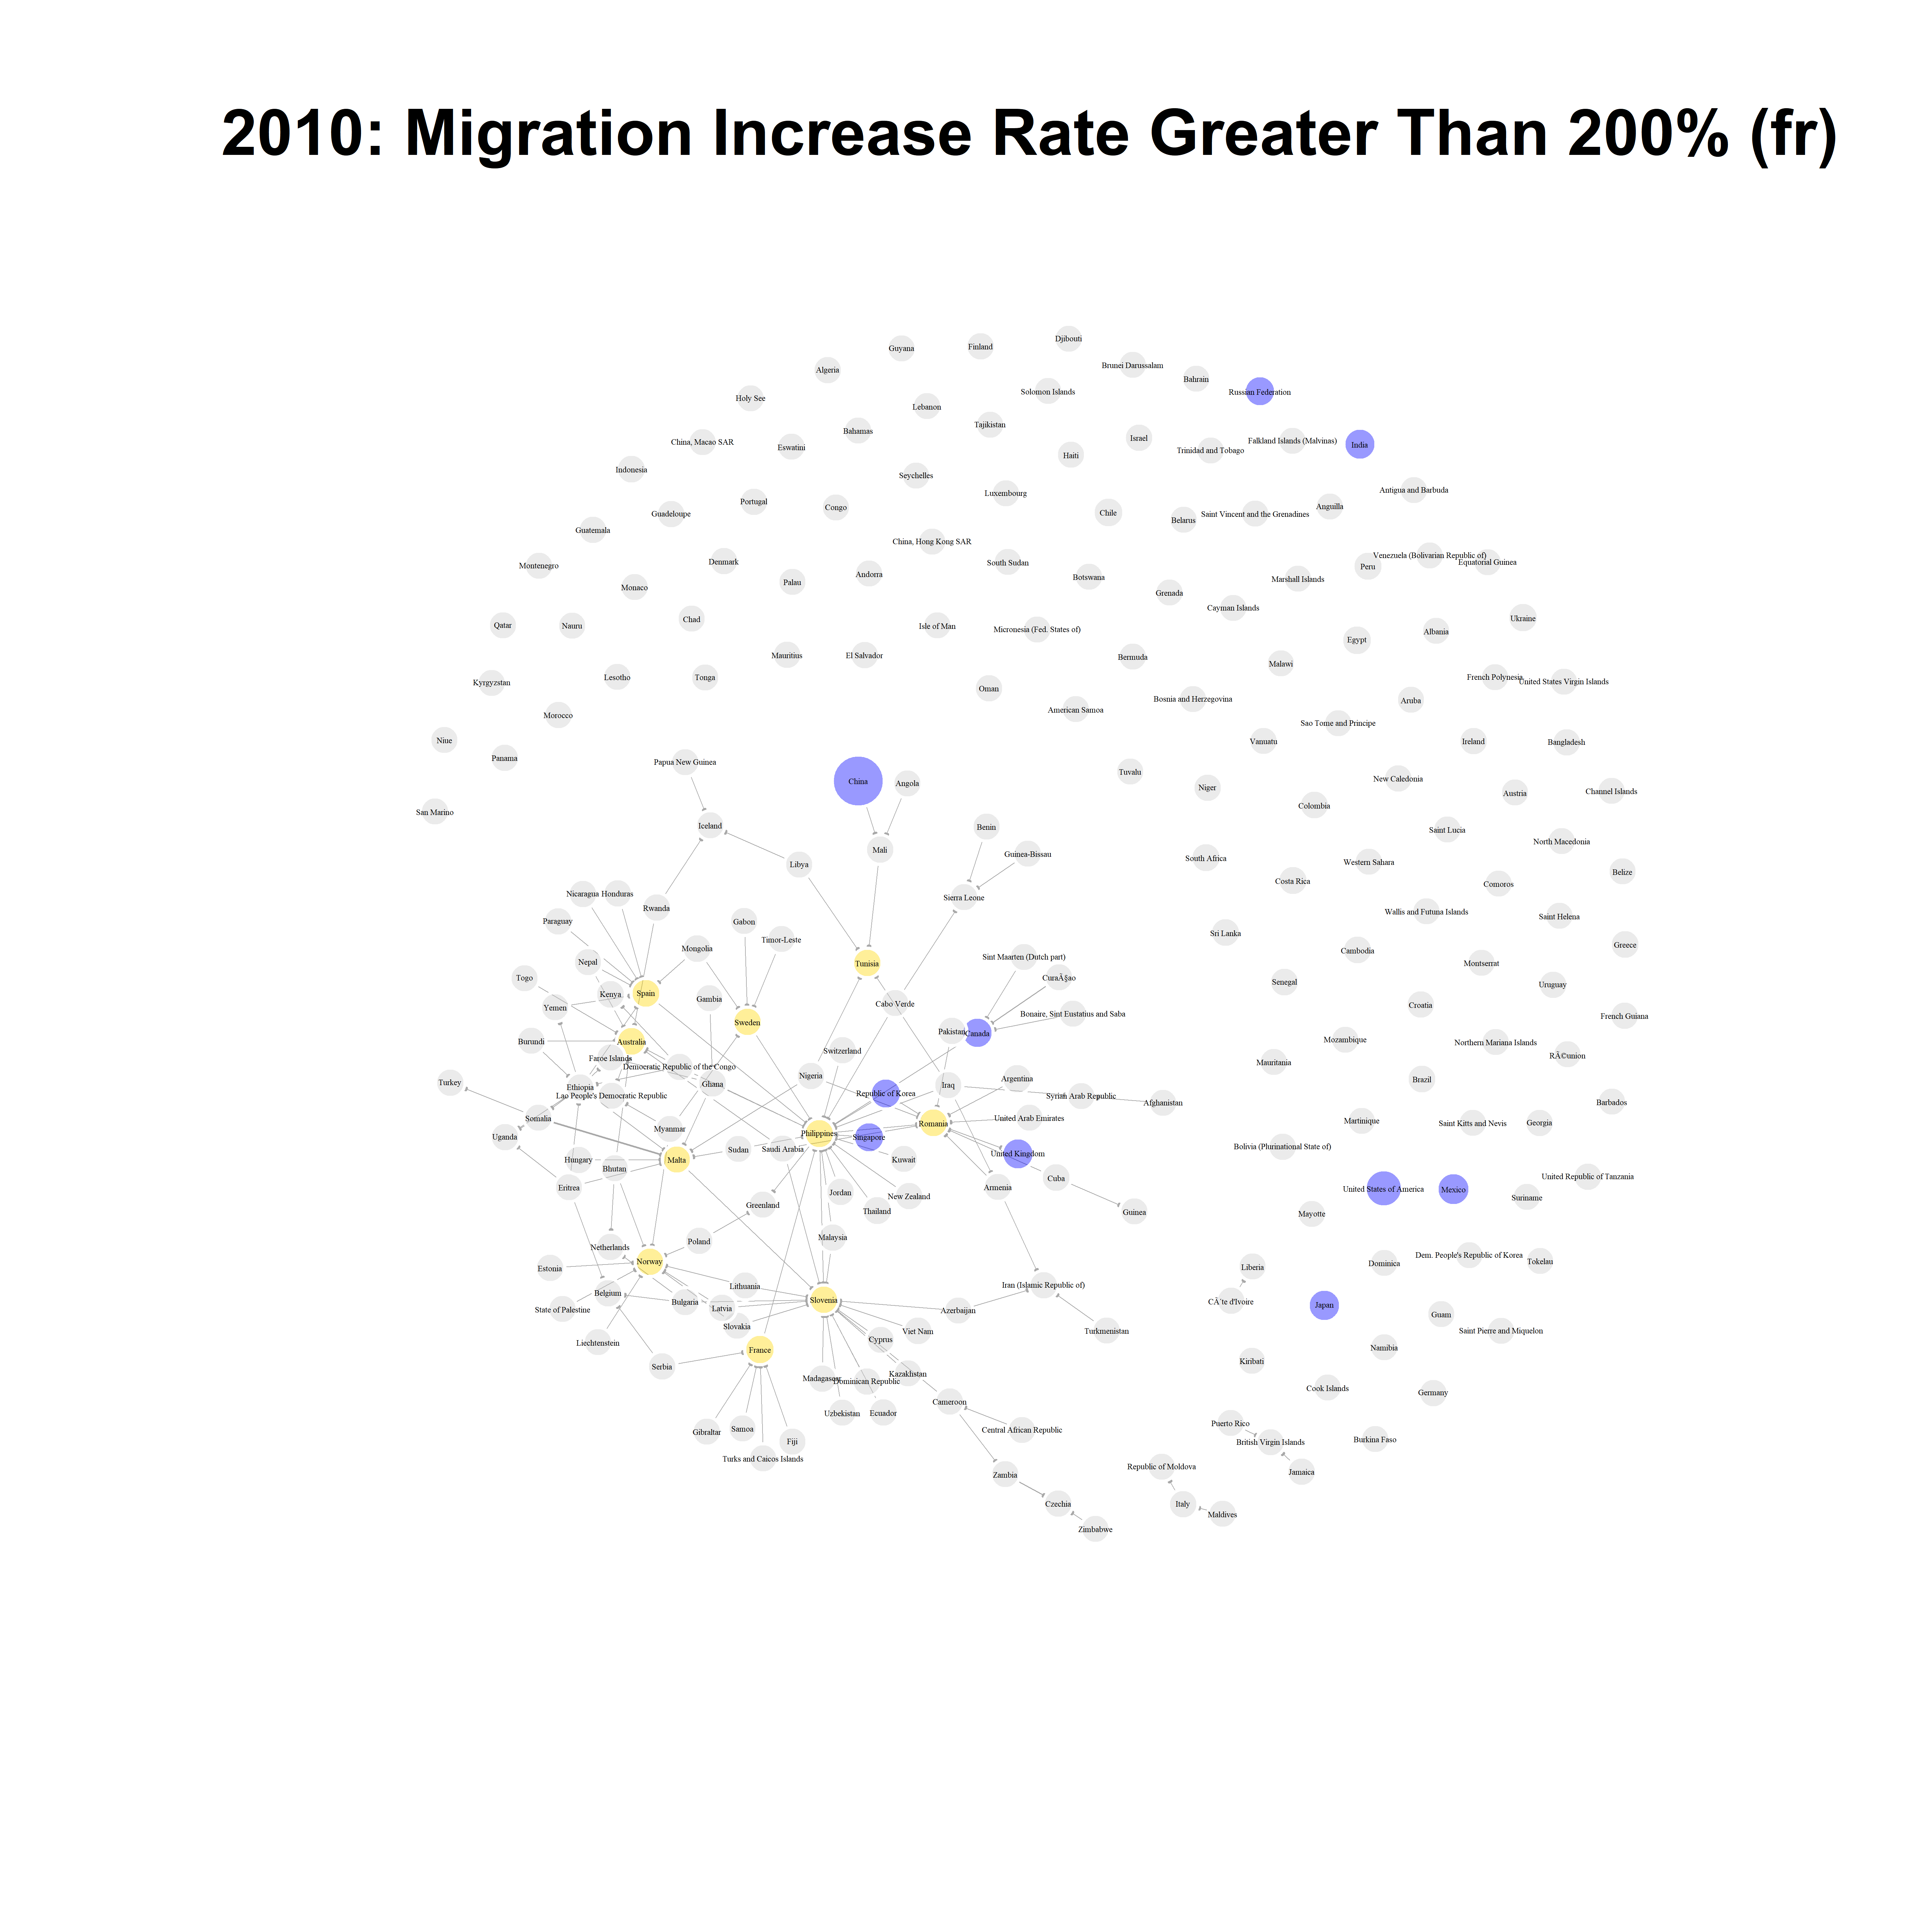 2010: Migration Increase Rate Greater Than 200% (fr)
Djibouti
Guyana
Finland
Brunei Darussalam
Algeria
Bahrain
Solomon Islands
Russian Federation
Holy See
Lebanon
Tajikistan
Bahamas
Israel
China, Macao SAR
Eswatini
Falkland Islands (Malvinas)
India
Trinidad and Tobago
Haiti
Indonesia
Seychelles
Antigua and Barbuda
Luxembourg
Portugal
Congo
Anguilla
Guadeloupe
Chile
Saint Vincent and the Grenadines
Belarus
Guatemala
China, Hong Kong SAR
Venezuela (Bolivarian Republic of)
Denmark
South Sudan
Equatorial Guinea
Montenegro
Peru
Andorra
Botswana
Marshall Islands
Palau
Monaco
Grenada
Cayman Islands
Chad
Ukraine
Qatar
Nauru
Isle of Man
Micronesia (Fed. States of)
Albania
Egypt
Mauritius
El Salvador
Bermuda
Malawi
Lesotho
Tonga
French Polynesia
United States Virgin Islands
Kyrgyzstan
Oman
Bosnia and Herzegovina
Aruba
American Samoa
Morocco
Sao Tome and Principe
Niue
Vanuatu
Ireland
Bangladesh
Panama
Papua New Guinea
Tuvalu
New Caledonia
China
Angola
Niger
Channel Islands
Austria
Colombia
San Marino
Iceland
Benin
Saint Lucia
North Macedonia
Mali
Guinea-Bissau
South Africa
Western Sahara
Libya
Belize
Costa Rica
Comoros
Nicaragua
Honduras
Sierra Leone
Rwanda
Wallis and Futuna Islands
Saint Helena
Paraguay
Gabon
Sri Lanka
Timor-Leste
Greece
Mongolia
Cambodia
Sint Maarten (Dutch part)
Nepal
Tunisia
Montserrat
Togo
CuraÃ§ao
Senegal
Uruguay
Kenya
Spain
Gambia
Cabo Verde
Croatia
Yemen
Bonaire, Sint Eustatius and Saba
French Guiana
Sweden
Pakistan
Canada
Burundi
Australia
Mozambique
Northern Mariana Islands
Switzerland
RÃ©union
Faroe Islands
Mauritania
Democratic Republic of the Congo
Nigeria
Argentina
Brazil
Turkey
Ghana
Iraq
Ethiopia
Republic of Korea
Lao People's Democratic Republic
Syrian Arab Republic
Afghanistan
Barbados
Somalia
United Arab Emirates
Martinique
Saint Kitts and Nevis
Georgia
Romania
Myanmar
Philippines
Uganda
Singapore
Bolivia (Plurinational State of)
Sudan
Saudi Arabia
United Kingdom
Hungary
Malta
Kuwait
Bhutan
Cuba
United Republic of Tanzania
Eritrea
Armenia
United States of America
Mexico
Jordan
New Zealand
Suriname
Greenland
Thailand
Guinea
Mayotte
Malaysia
Poland
Netherlands
Dem. People's Republic of Korea
Norway
Dominica
Tokelau
Estonia
Liberia
Lithuania
Iran (Islamic Republic of)
Belgium
Slovenia
Bulgaria
CÃ´te d'Ivoire
Japan
State of Palestine
Latvia
Azerbaijan
Guam
Slovakia
Viet Nam
Turkmenistan
Saint Pierre and Miquelon
Cyprus
Liechtenstein
Namibia
France
Kiribati
Serbia
Kazakhstan
Madagascar
Dominican Republic
Cook Islands
Germany
Cameroon
Uzbekistan
Ecuador
Puerto Rico
Samoa
Central African Republic
Gibraltar
Fiji
British Virgin Islands
Burkina Faso
Turks and Caicos Islands
Republic of Moldova
Jamaica
Zambia
Czechia
Italy
Maldives
Zimbabwe